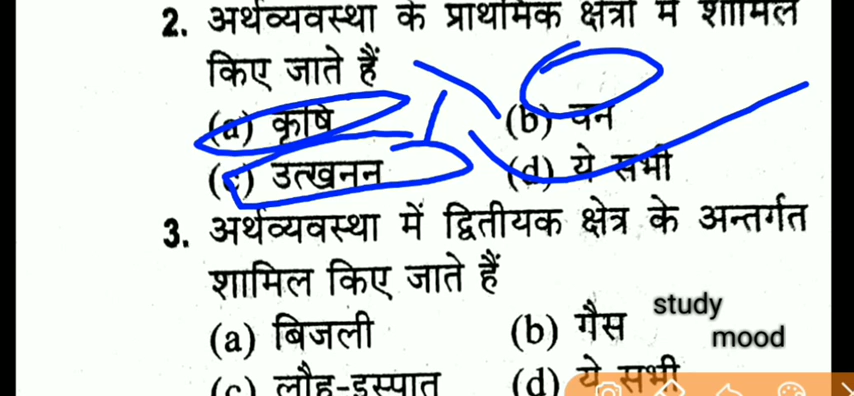 2. अर्थव्यवस्था के प्राथमिक क्षेत्रों में शामिल
किए जाते हैं
(a) कृषि (b) वन
(c) उत्खनन (d) ये सभी
3. अर्थव्यवस्था में द्वितीयक क्षेत्र के अन्तर्गत
शामिल किए जाते हैं
(a) बिजली (b) गैस
study
mood
(c) लौह-इस्पात (d) ये सभी